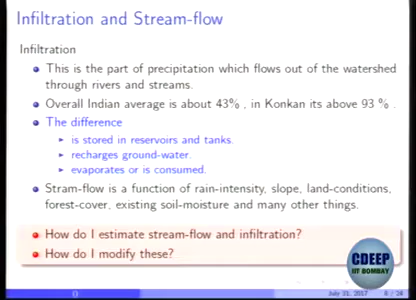 Infiltration and Stream-flow
Infiltration
This is the part of precipitation which flows out of the watershed
through rivers and streams.
Overall Indian average is about 43% , in Konkan its above 93 % .
The difference
is stored in reservoirs and tanks.
recharges ground-water.
evaporates or is consumed.
Stram-flow is a function of rain-intensity, slope, land-conditions,
forest-cover, existing soil-moisture and many other things.
How do I estimate stream-flow and infiltration?
How do I modify these?
CDEEP
IIT BOMBAY
July 31, 2017